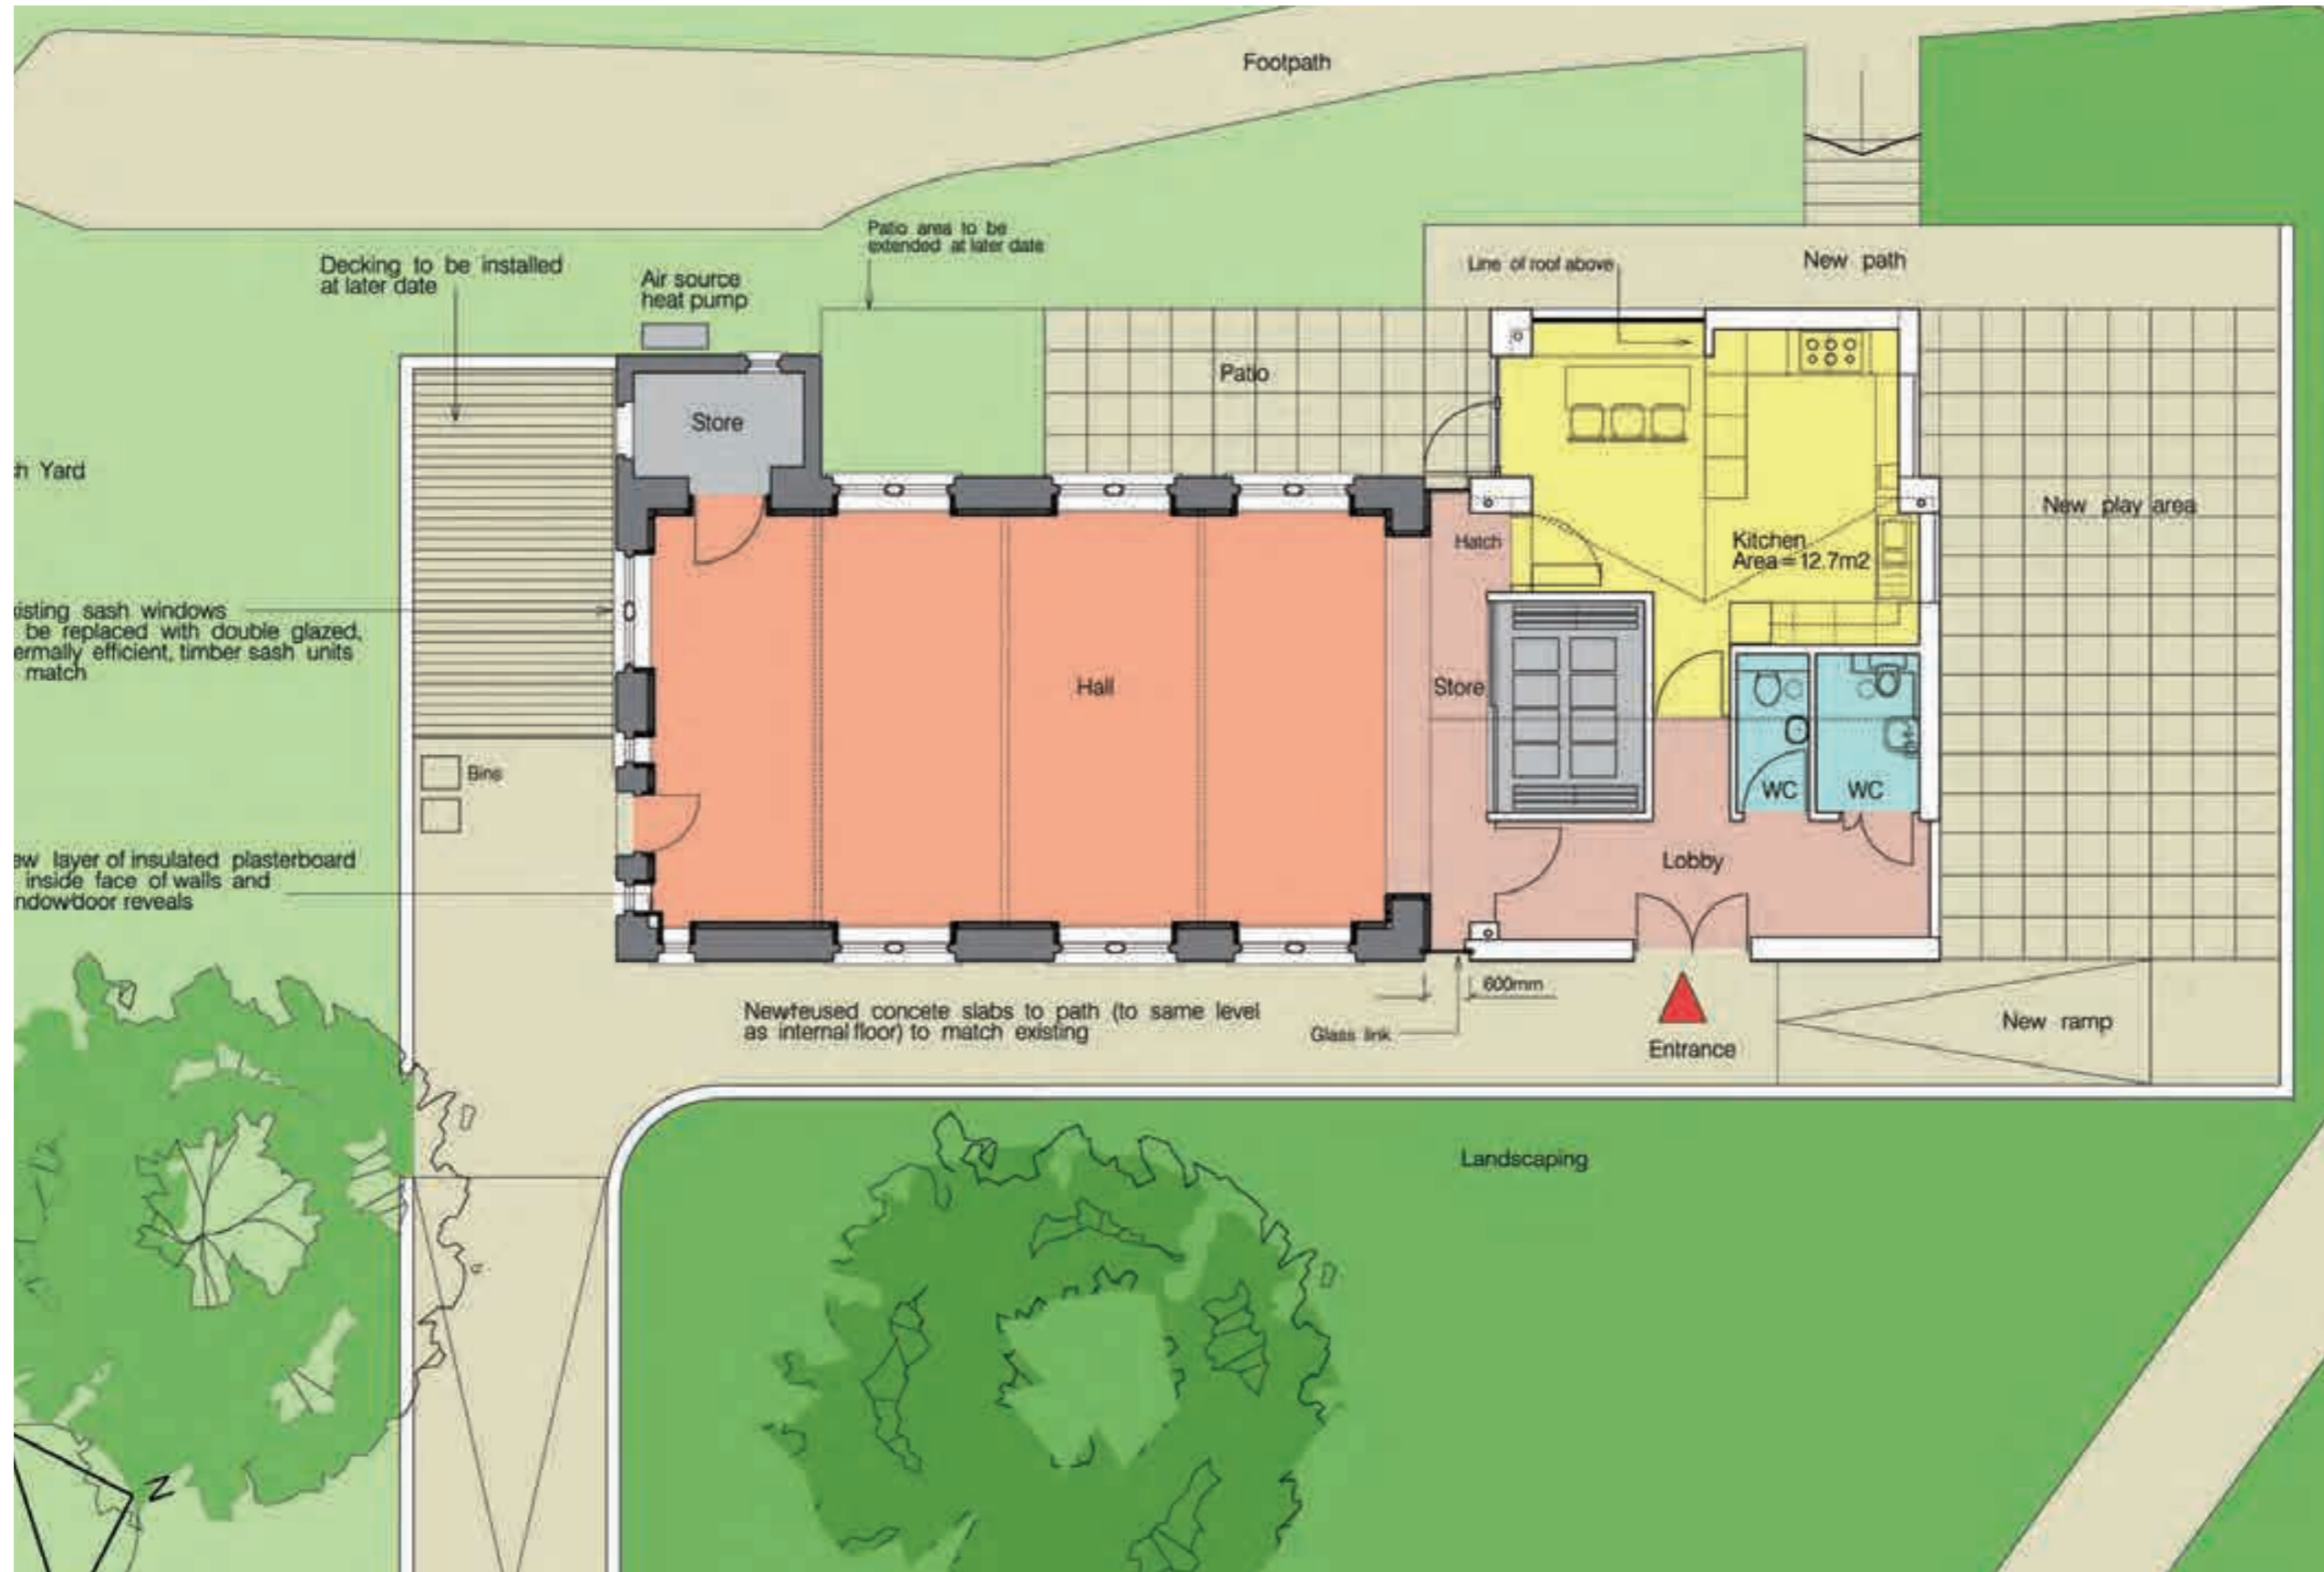 Footpath
Patio area to be
extended at later date
Decking to be installed
at later date
Air source
heat pump
Line of roof above
New path
Store
Patio
h Yard
New play area
Hatch
Kitchen
Area=12.7m2
isting sash windows
be replaced with double glazed,
ermally efficient, timber sash units
match
Hall
Store
Bins
WC
WC
ew layer of insulated plasterboard
inside face of walls and
ndow/door reveals
Lobby
600mm
New/reused concete slabs to path (to same level
as internal floor) to match existing
Glass link
Entrance
New ramp
Landscaping
N